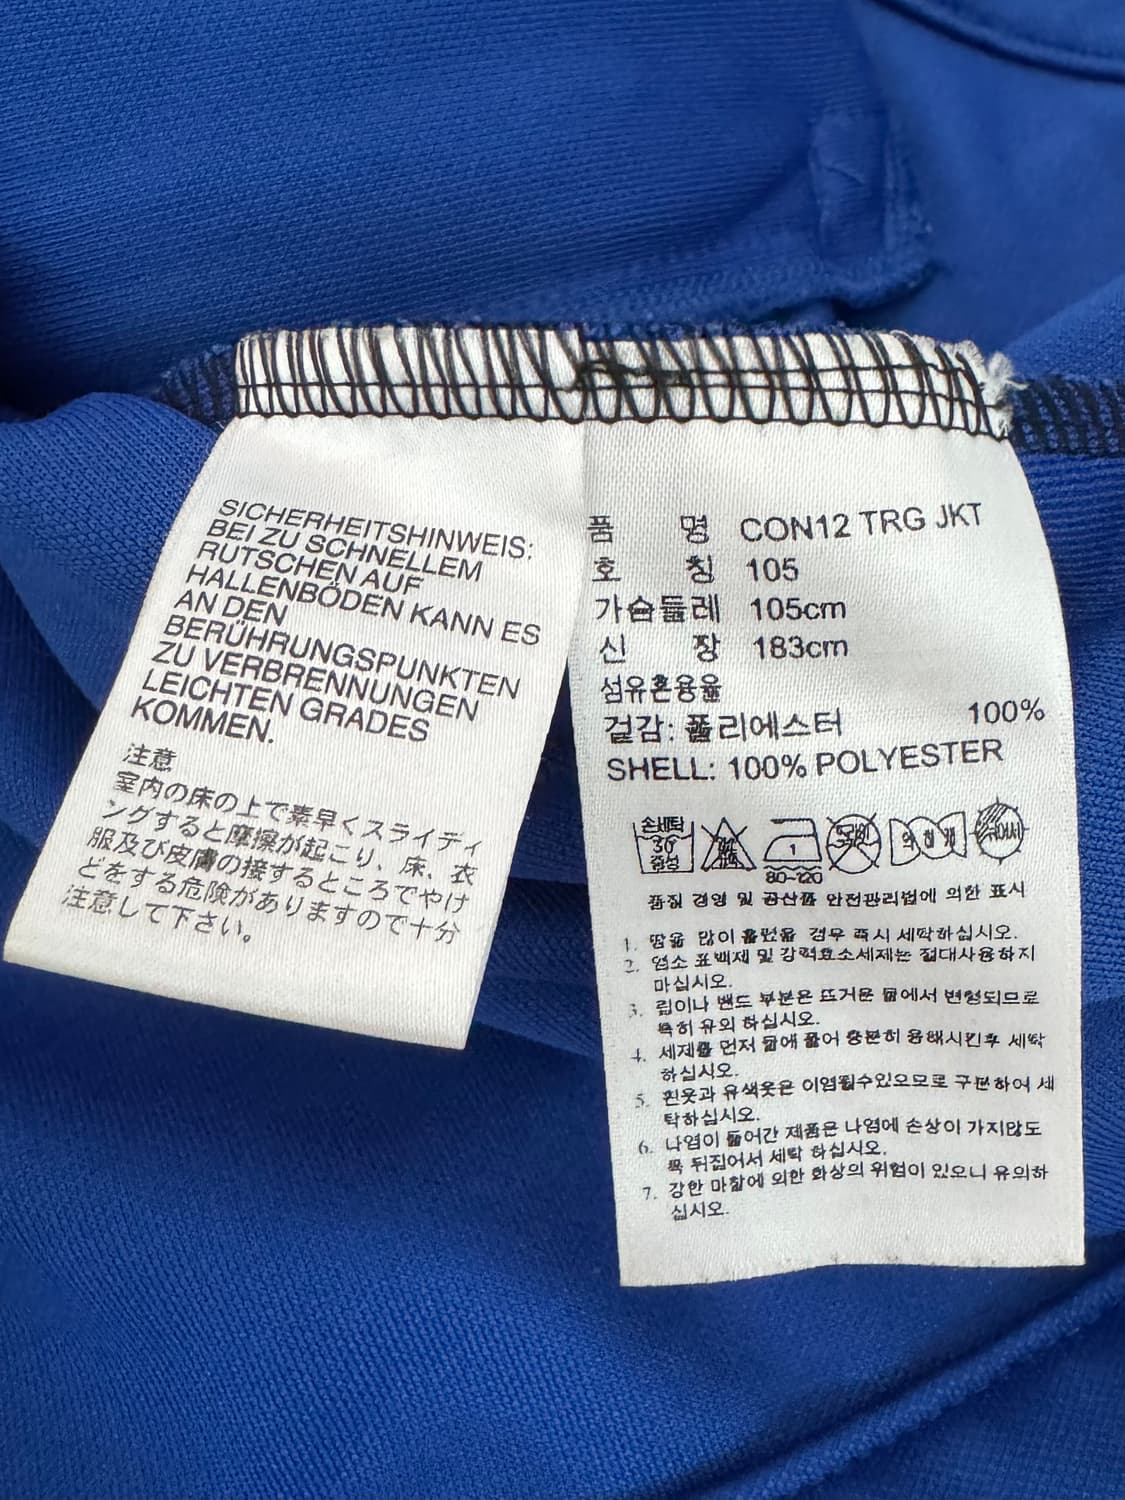 SICHERHEITSHINWEIS:
BEI ZU SCHNELLEM
RUTSCHEN AUF
HALLENBÖDEN KANN ES
AN DEN
BERÜHRUNGSPUNKTEN
ZU VERBRENNUNGEN
LEICHTEN GRADES
KOMMEN.
注意
室内の床の上で素早くスライディ
ングすると摩擦が起こり、床、衣
服及び皮膚の接するところでやけ
どをする危険がありますので十分
注意して下さい。
품 명 CON12 TRG JKT
호 칭 105
가슴둘레 105cm
신 장 183cm
섬유혼용율
겉감: 폴리에스터 100%
SHELL: 100% POLYESTER
손세탁
30
중성
1
80~120
품질 경영 및 공산품 안전관리법에 의한 표시
1. 땀을 많이 흘렸을 경우 즉시 세탁하십시오.
2. 염소 표백제 및 강력효소세제는 절대사용하지
마십시오.
3. 립이나 밴드 부분은 뜨거운 물에서 변형되므로
특히 유의 하십시오.
4. 세제를 먼저 물에 풀어 충분히 용해시킨후 세탁
하십시오.
5. 흰옷과 유색옷은 이염될수있으므로 구분하여 세
탁하십시오.
6. 나염이 들어간 제품은 나염에 손상이 가지않도
록 뒤집어서 세탁 하십시오.
7. 강한 마찰에 의한 화상의 위험이 있으니 유의하
십시오.